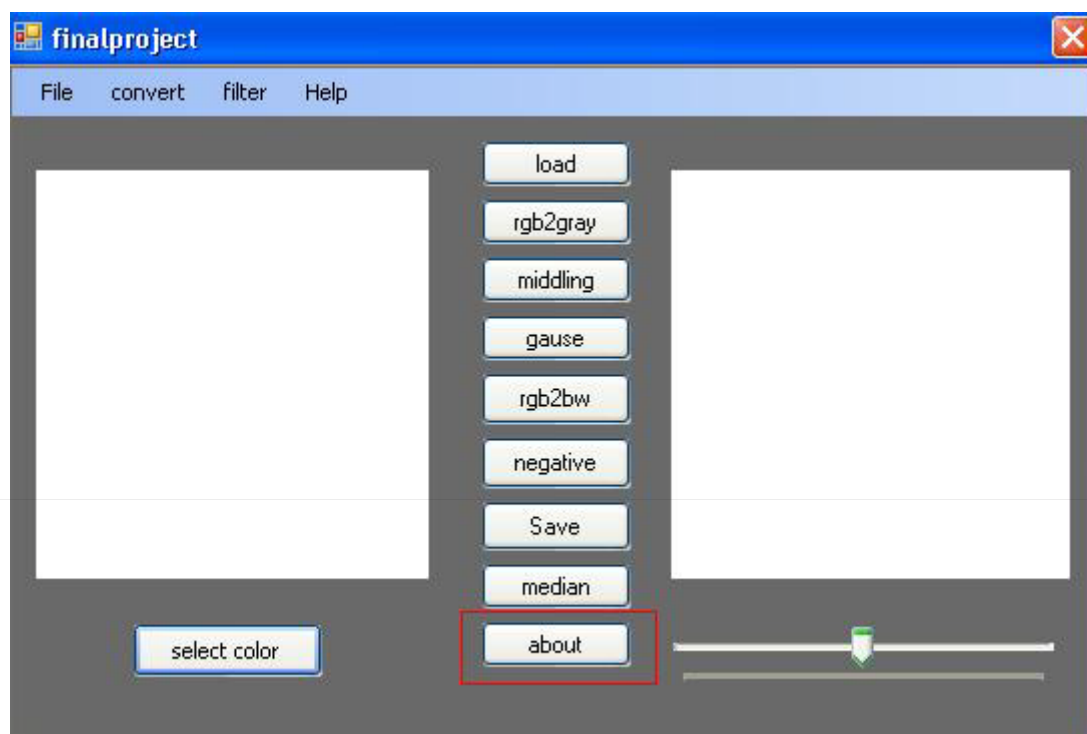 finalproject
File convert filter Help
load
rgb2gray
middling
gause
rgb2bw
negative
Save
median
about
select color